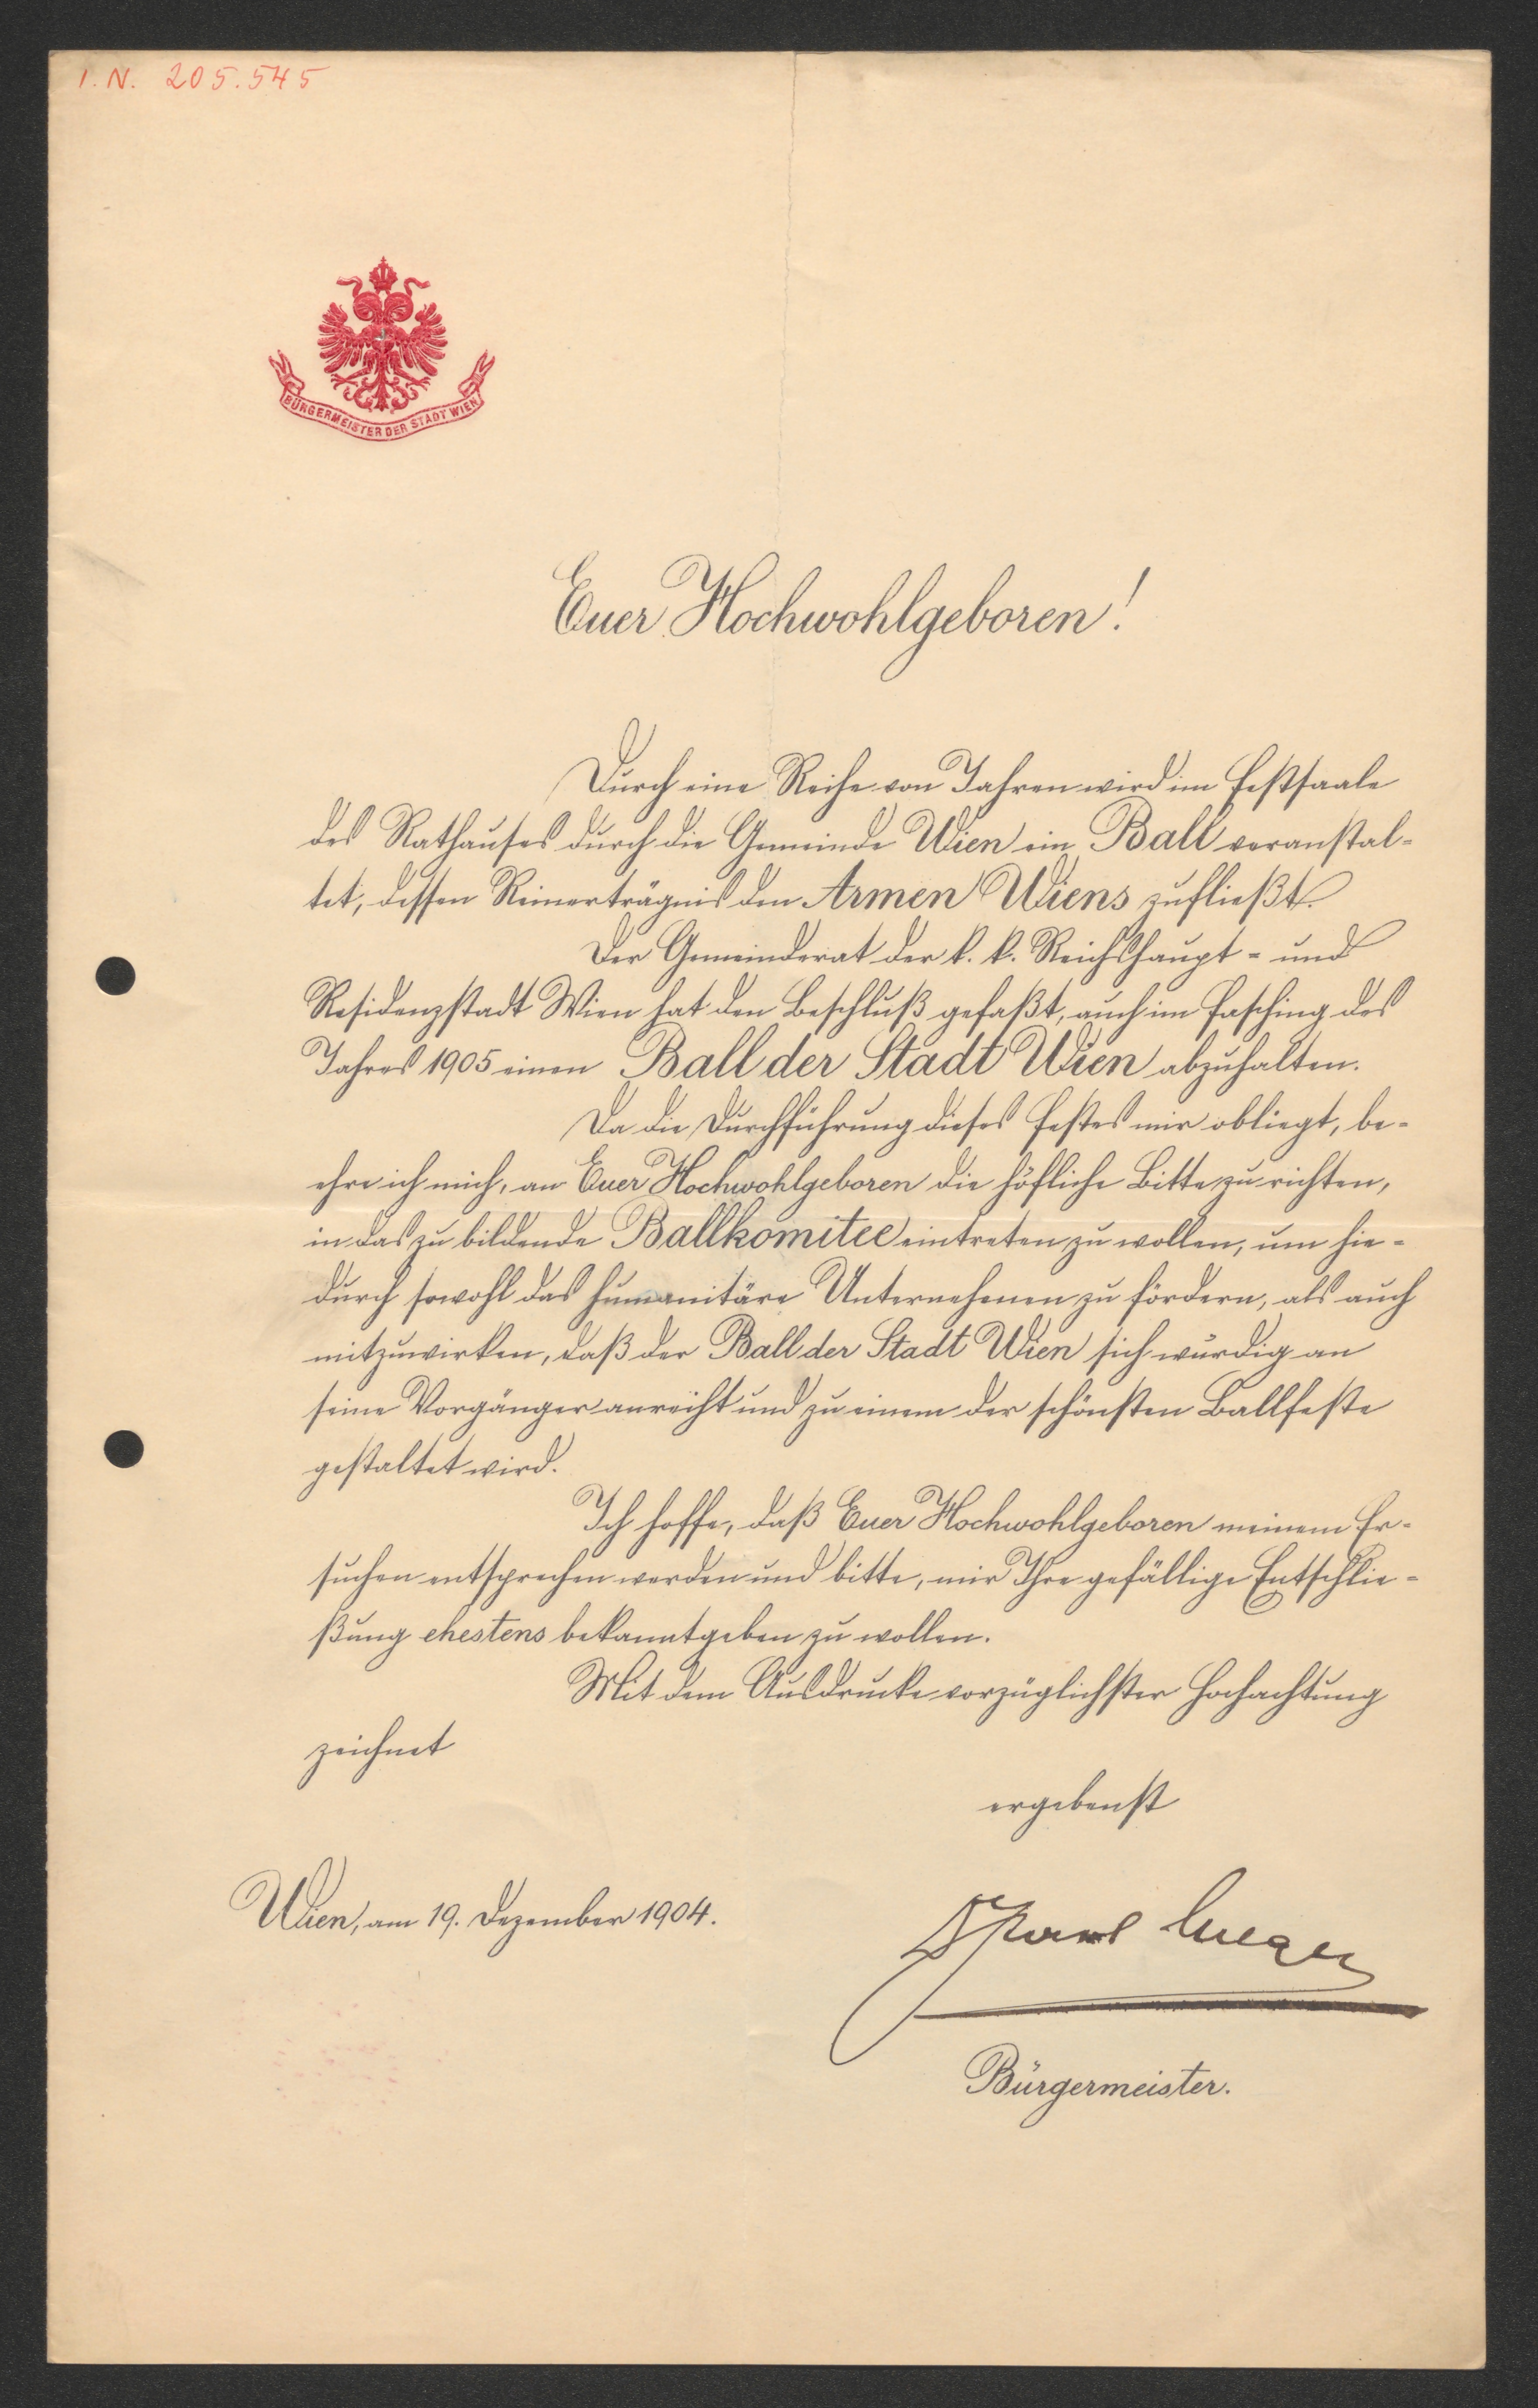 I. N. 205.545
BÜRGERMEISTER DER STADT WIEN
Euer Hochwohlgeboren!
Durch eine Reihe von Jahren wird im Festsaale
des Rathauses durch die Gemeinde Wien ein Ball veranstal-
tet, dessen Reinerträgnis den Armen Wiens zufließt.
Der Gemeinderat der k. k. Reichshaupt- und
Residenzstadt Wien hat den Beschluß gefaßt, auch im Fasching des
Jahres 1905 einen Ball der Stadt Wien abzuhalten.
Da die Durchführung dieses Festes mir obliegt, be-
ehre ich mich, an Euer Hochwohlgeboren die höfliche Bitte zu richten,
in das zu bildende Ballkomitee eintreten zu wollen, um hie-
durch sowohl das humanitäre Unternehmen zu fördern, als auch
mitzuwirken, daß der Ball der Stadt Wien sich würdig an
seine Vorgänger anreiht und zu einem der schönsten Ballfeste
gestaltet wird.
Ich hoffe, daß Euer Hochwohlgeboren meinem Er-
suchen entsprechen werden und bitte, mir Ihre gefällige Entschlie-
ßung ehestens bekanntgeben zu wollen.
Mit dem Ausdrucke vorzüglichster Hochachtung
zeichnet
ergebenst
Wien, am 19. Dezember 1904.
Dr Karl Lueger
Bürgermeister.